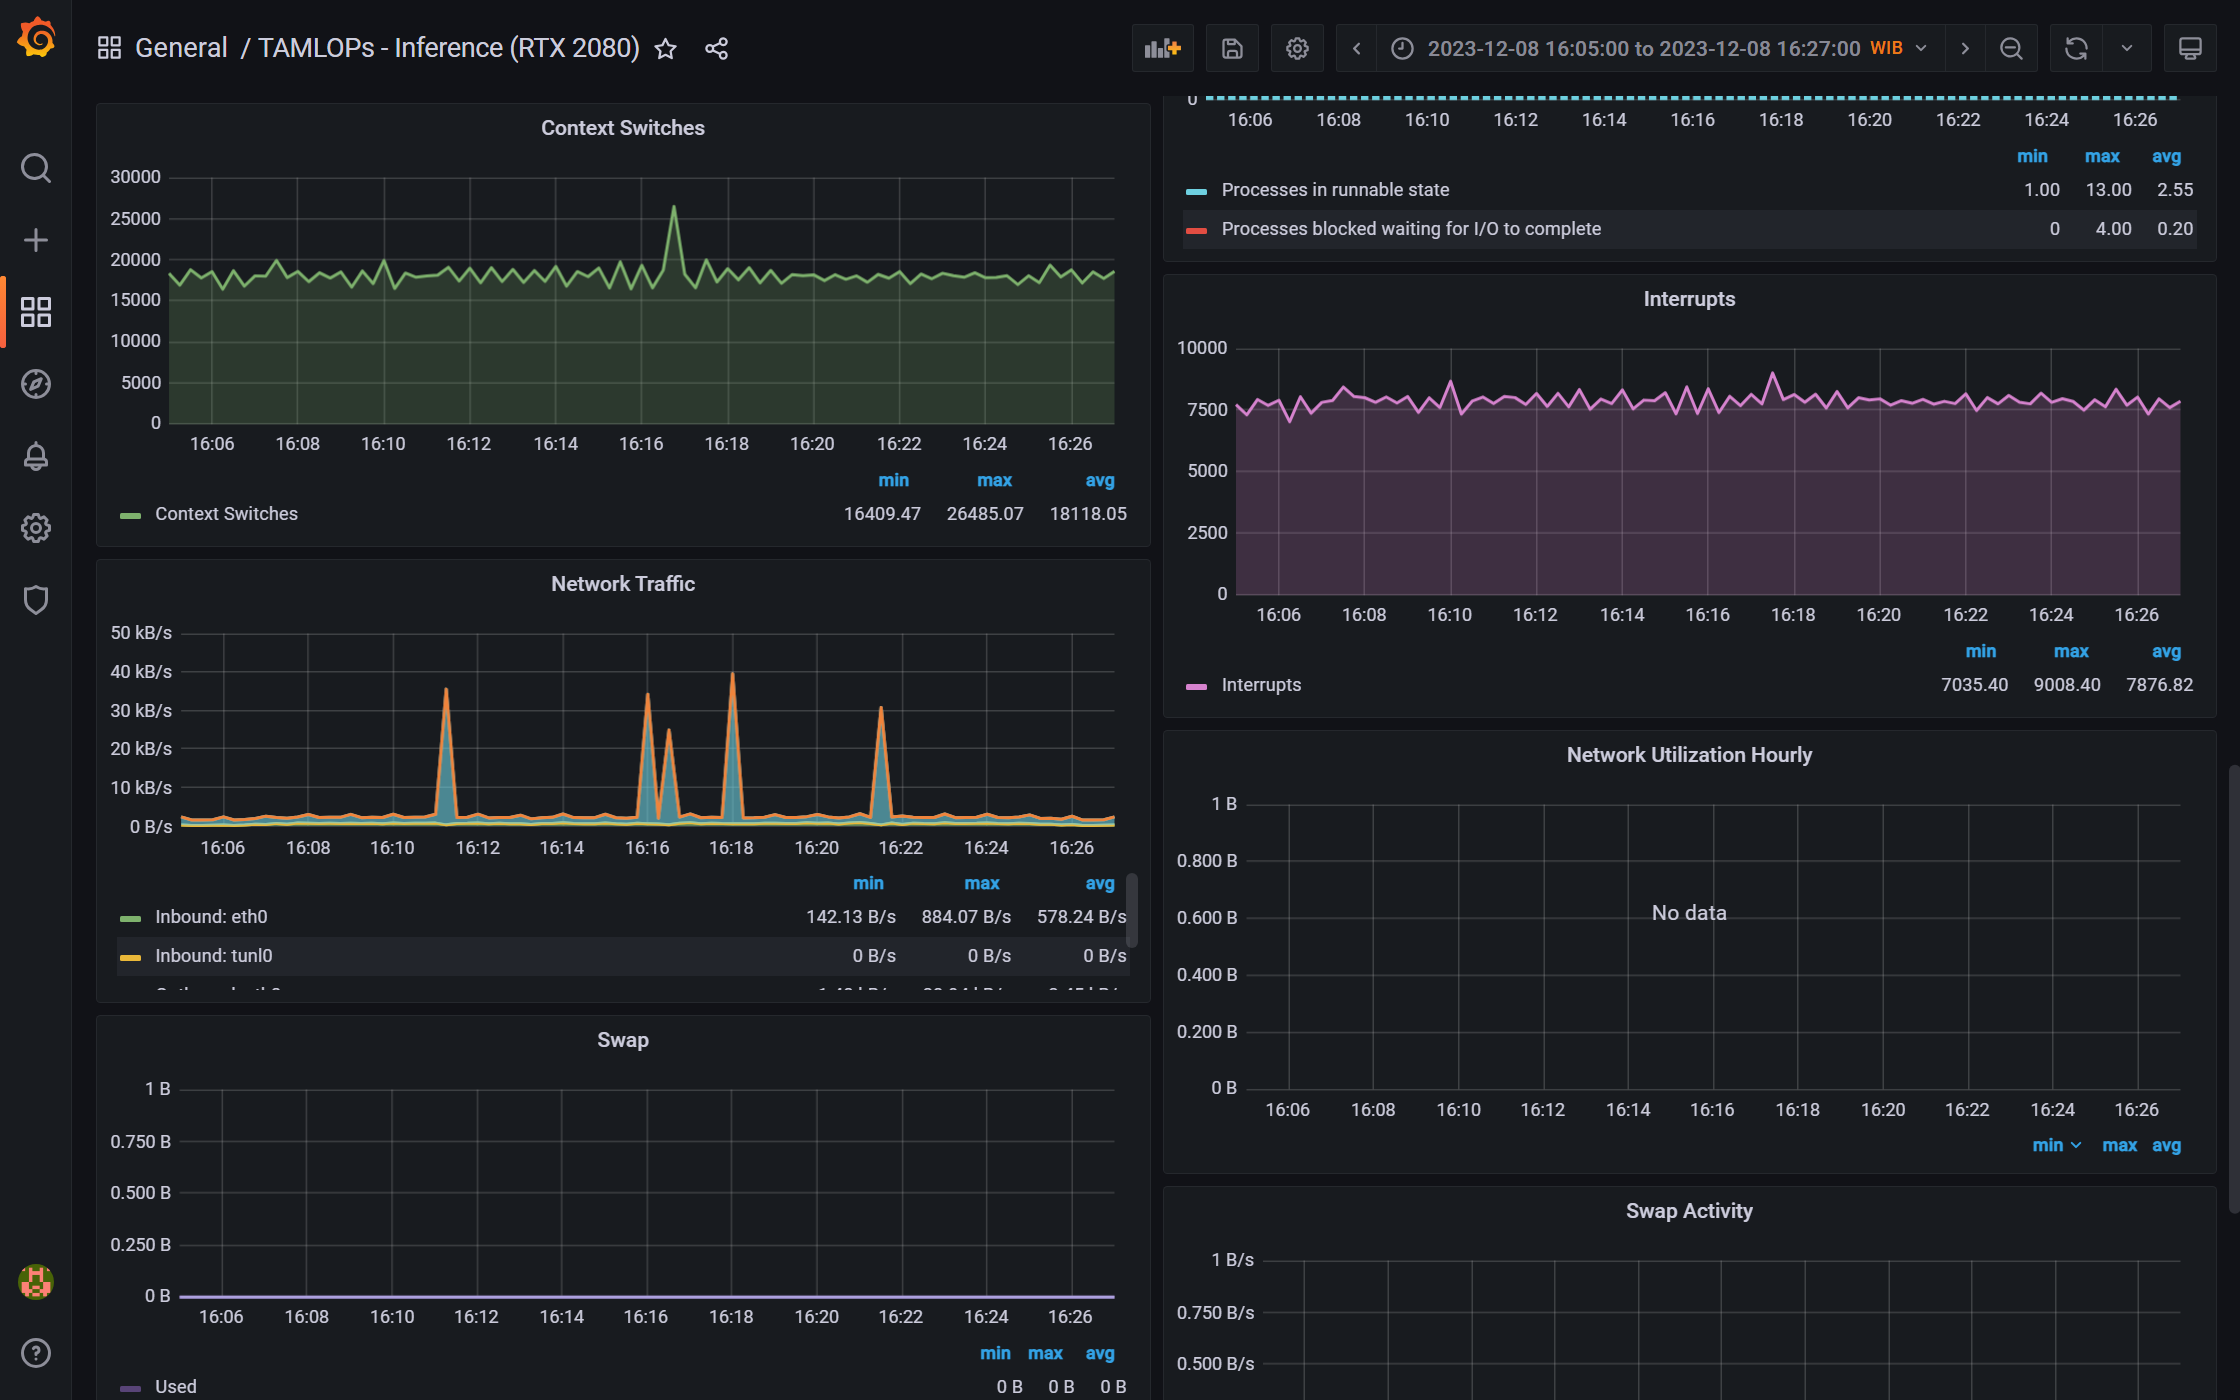 General / TAMLOPs - Inference (RTX 2080)
2023-12-08 16:05:00 to 2023-12-08 16:27:00 WIB
Context Switches
30000
25000
20000
15000
10000
5000
0
16:06 16:08 16:10 16:12 16:14 16:16 16:18 16:20 16:22 16:24 16:26
min max avg
Context Switches 16409.47 26485.07 18118.05
0
16:06 16:08 16:10 16:12 16:14 16:16 16:18 16:20 16:22 16:24 16:26
min max avg
Processes in runnable state 1.00 13.00 2.55
Processes blocked waiting for I/O to complete 0 4.00 0.20
Interrupts
10000
7500
5000
2500
0
16:06 16:08 16:10 16:12 16:14 16:16 16:18 16:20 16:22 16:24 16:26
min max avg
Interrupts 7035.40 9008.40 7876.82
Network Traffic
50 kB/s
40 kB/s
30 kB/s
20 kB/s
10 kB/s
0 B/s
16:06 16:08 16:10 16:12 16:14 16:16 16:18 16:20 16:22 16:24 16:26
min max avg
Inbound: eth0 142.13 B/s 884.07 B/s 578.24 B/s
Inbound: tunl0 0 B/s 0 B/s 0 B/s
Network Utilization Hourly
1 B
0.800 B
0.600 B
0.400 B
0.200 B
0 B
No data
16:06 16:08 16:10 16:12 16:14 16:16 16:18 16:20 16:22 16:24 16:26
min max avg
Swap
1 B
0.750 B
0.500 B
0.250 B
0 B
16:06 16:08 16:10 16:12 16:14 16:16 16:18 16:20 16:22 16:24 16:26
min max avg
Used 0 B 0 B 0 B
Swap Activity
1 B/s
0.750 B/s
0.500 B/s